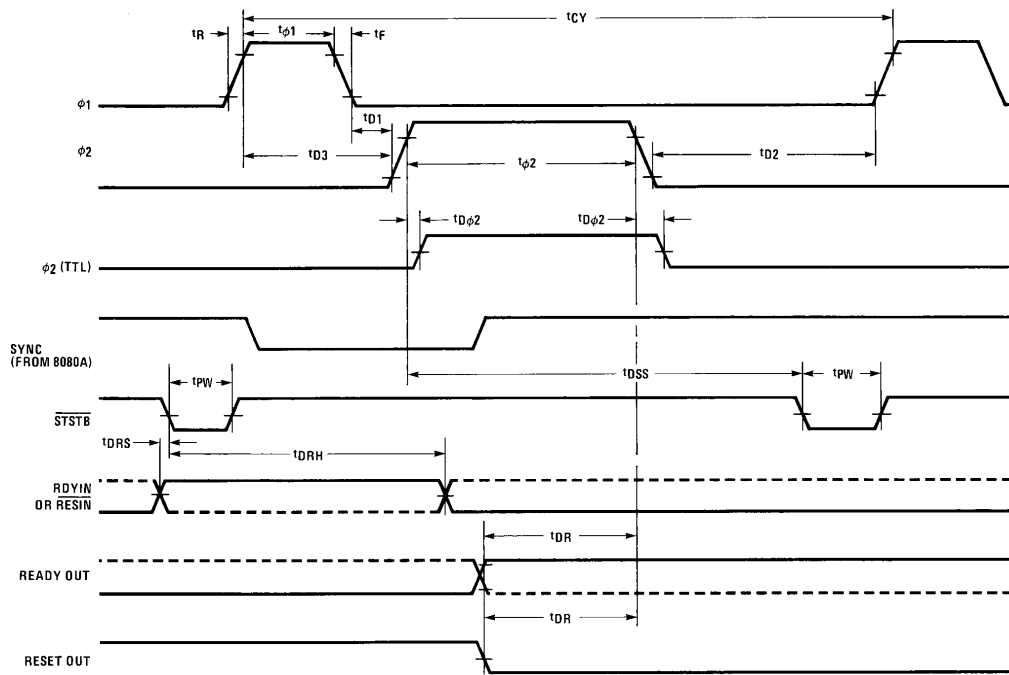 tCY
tR tϕ1 tF
ϕ1
tD1
ϕ2
tD3 tϕ2 tD2
tDϕ2 tDϕ2
ϕ2 (TTL)
SYNC
(FROM 8080A)
tDSS
tPW tPW
STSTB
tDRS
tDRH
RDYIN
OR RESIN
tDR
READY OUT
tDR
RESET OUT